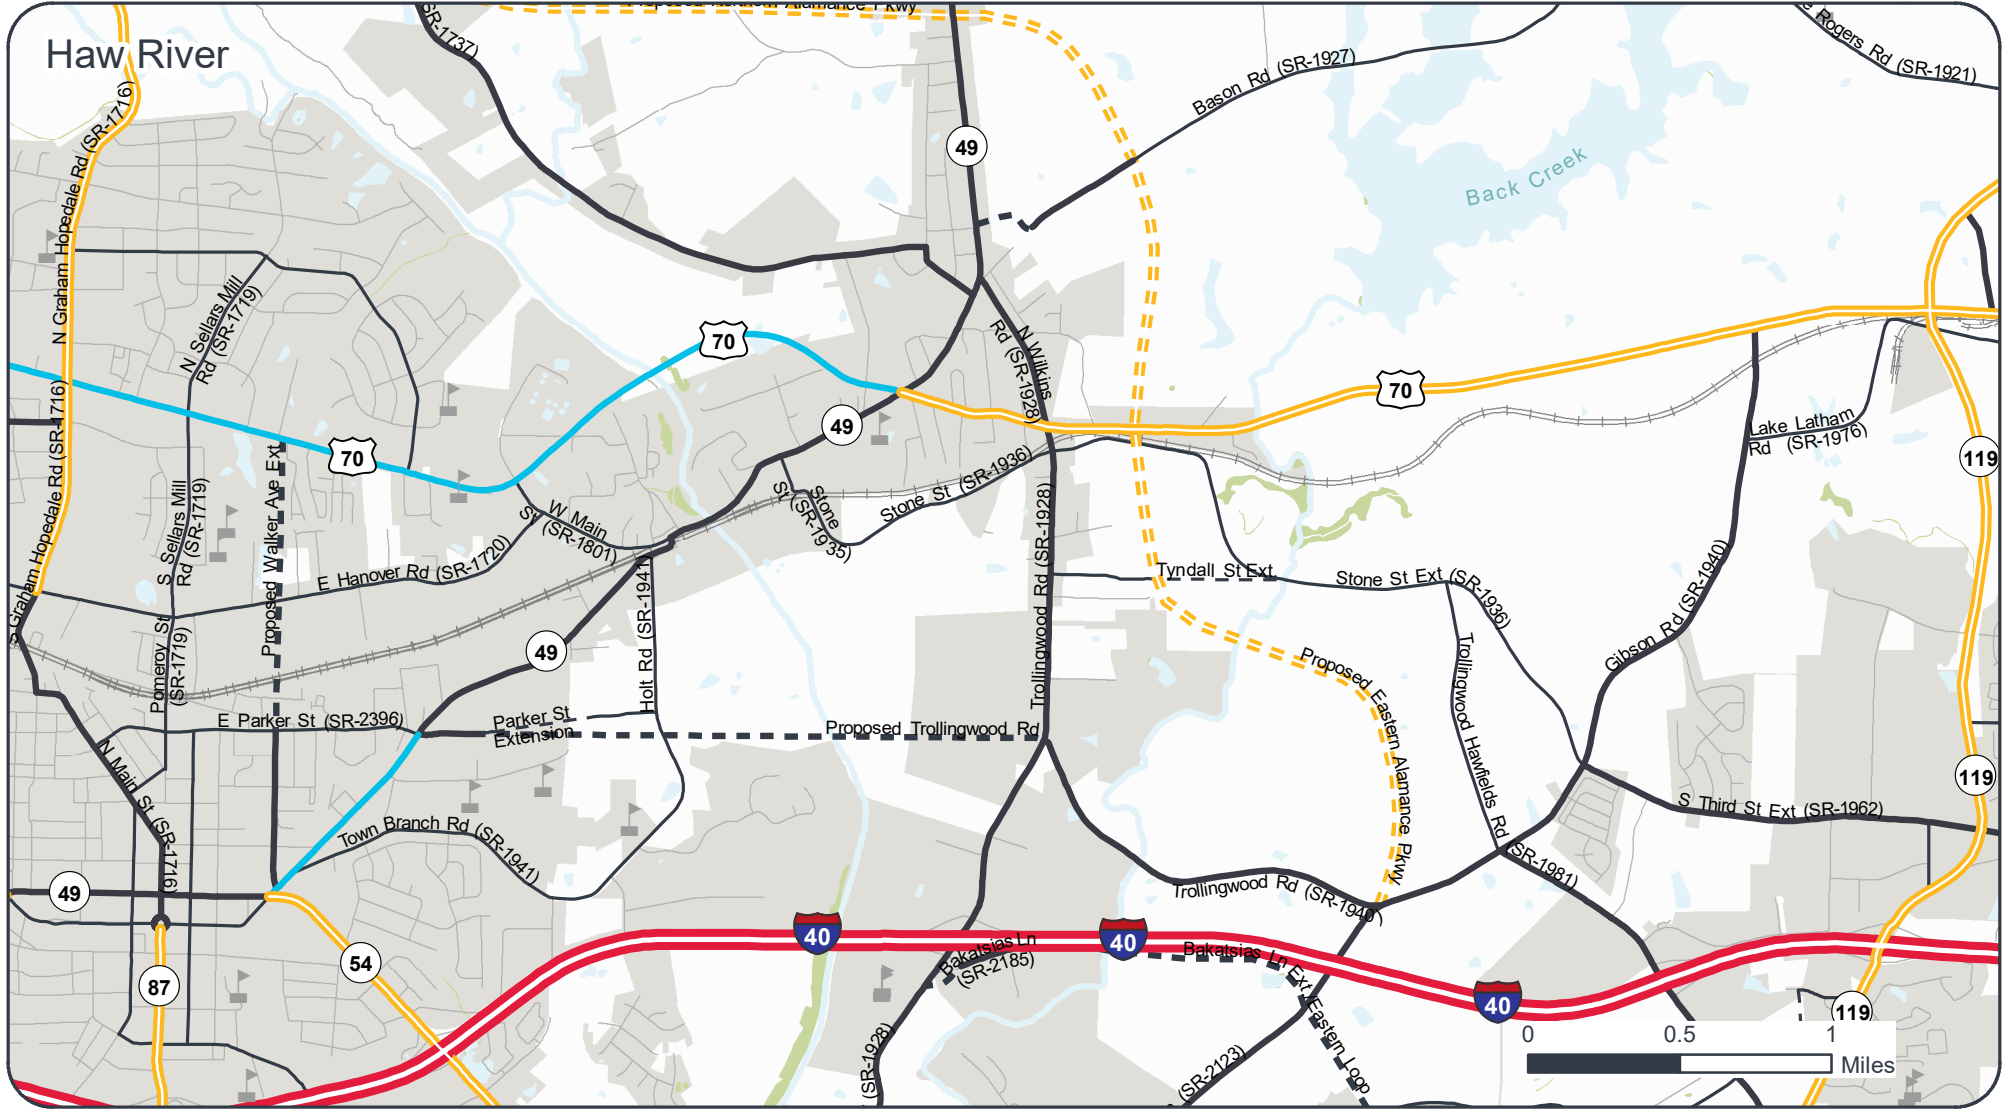 Proposed Northern Alamance Pkwy
SR-1737)
e Rogers Rd (SR-1921)
Haw River
Bason Rd (SR-1927)
49
Back Creek
N Graham Hopedale Rd (SR-1716)
N Sellars Mill
Rd (SR-1719)
70
N Wilkins
Rd (SR-1928)
70
49
70
Lake Latham
Rd (SR-1976)
119
S Graham Hopedale Rd (SR-1716)
S Sellars Mill
Rd (SR-1719)
Proposed Walker Ave Ext
W Main
St (SR-1801)
E Hanover Rd (SR-1720)
Stone
St (SR-1935)
Stone St (SR-1936)
Trollingwood Rd (SR-1928)
Tyndall St Ext
Stone St Ext (SR-1936)
Gibson Rd (SR-1940)
Pomeroy St
(SR-1719)
49
Holt Rd (SR-1941)
Proposed Eastern Alamance Pkwy
Trollingwood Hawfields Rd
(SR-1981)
E Parker St (SR-2396)
Parker St
Extension
Proposed Trollingwood Rd
N Main St (SR-1716)
119
S Third St Ext (SR-1962)
Town Branch Rd (SR-1941)
49
Trollingwood Rd (SR-1940)
40
40
Bakatsias Ln
(SR-2185)
Bakatsias Ln Ext/Eastern Loop
54
87
40
119
(SR-1928)
(SR-2123)
0 0.5 1
Miles